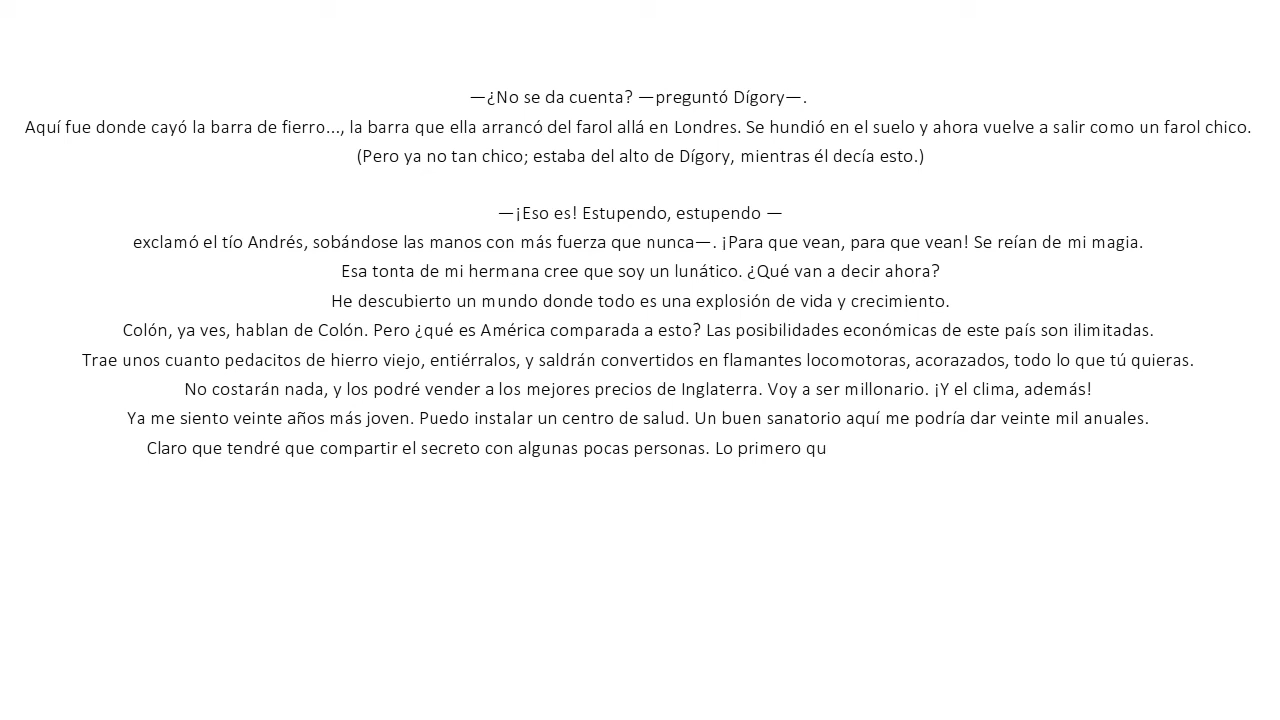 —¿No se da cuenta? —preguntó Dígory—.
Aquí fue donde cayó la barra de fierro..., la barra que ella arrancó del farol allá en Londres. Se hundió en el suelo y ahora vuelve a salir como un farol chico.
(Pero ya no tan chico; estaba del alto de Dígory, mientras él decía esto.)
—¡Eso es! Estupendo, estupendo —
exclamó el tío Andrés, sobándose las manos con más fuerza que nunca—. ¡Para que vean, para que vean! Se reían de mi magia.
Esa tonta de mi hermana cree que soy un lunático. ¿Qué van a decir ahora?
He descubierto un mundo donde todo es una explosión de vida y crecimiento.
Colón, ya ves, hablan de Colón. Pero ¿qué es América comparada a esto? Las posibilidades económicas de este país son ilimitadas.
Trae unos cuanto pedacitos de hierro viejo, entiérralos, y saldrán convertidos en flamantes locomotoras, acorazados, todo lo que tú quieras.
No costarán nada, y los podré vender a los mejores precios de Inglaterra. Voy a ser millonario. ¡Y el clima, además!
Ya me siento veinte años más joven. Puedo instalar un centro de salud. Un buen sanatorio aquí me podría dar veinte mil anuales.
Claro que tendré que compartir el secreto con algunas pocas personas. Lo primero qu